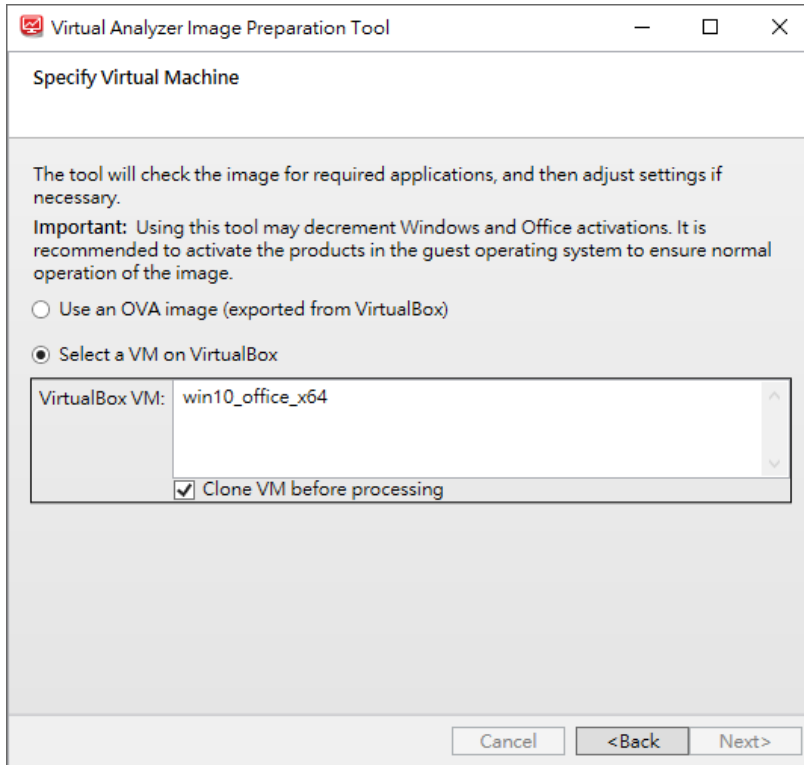 Virtual Analyzer Image Preparation Tool
Specify Virtual Machine
The tool will check the image for required applications, and then adjust settings if
necessary.
Important: Using this tool may decrement Windows and Office activations. It is
recommended to activate the products in the guest operating system to ensure normal
operation of the image.
Use an OVA image (exported from VirtualBox)
Select a VM on VirtualBox
VirtualBox VM: win10_office_x64
Clone VM before processing
Cancel <Back Next>